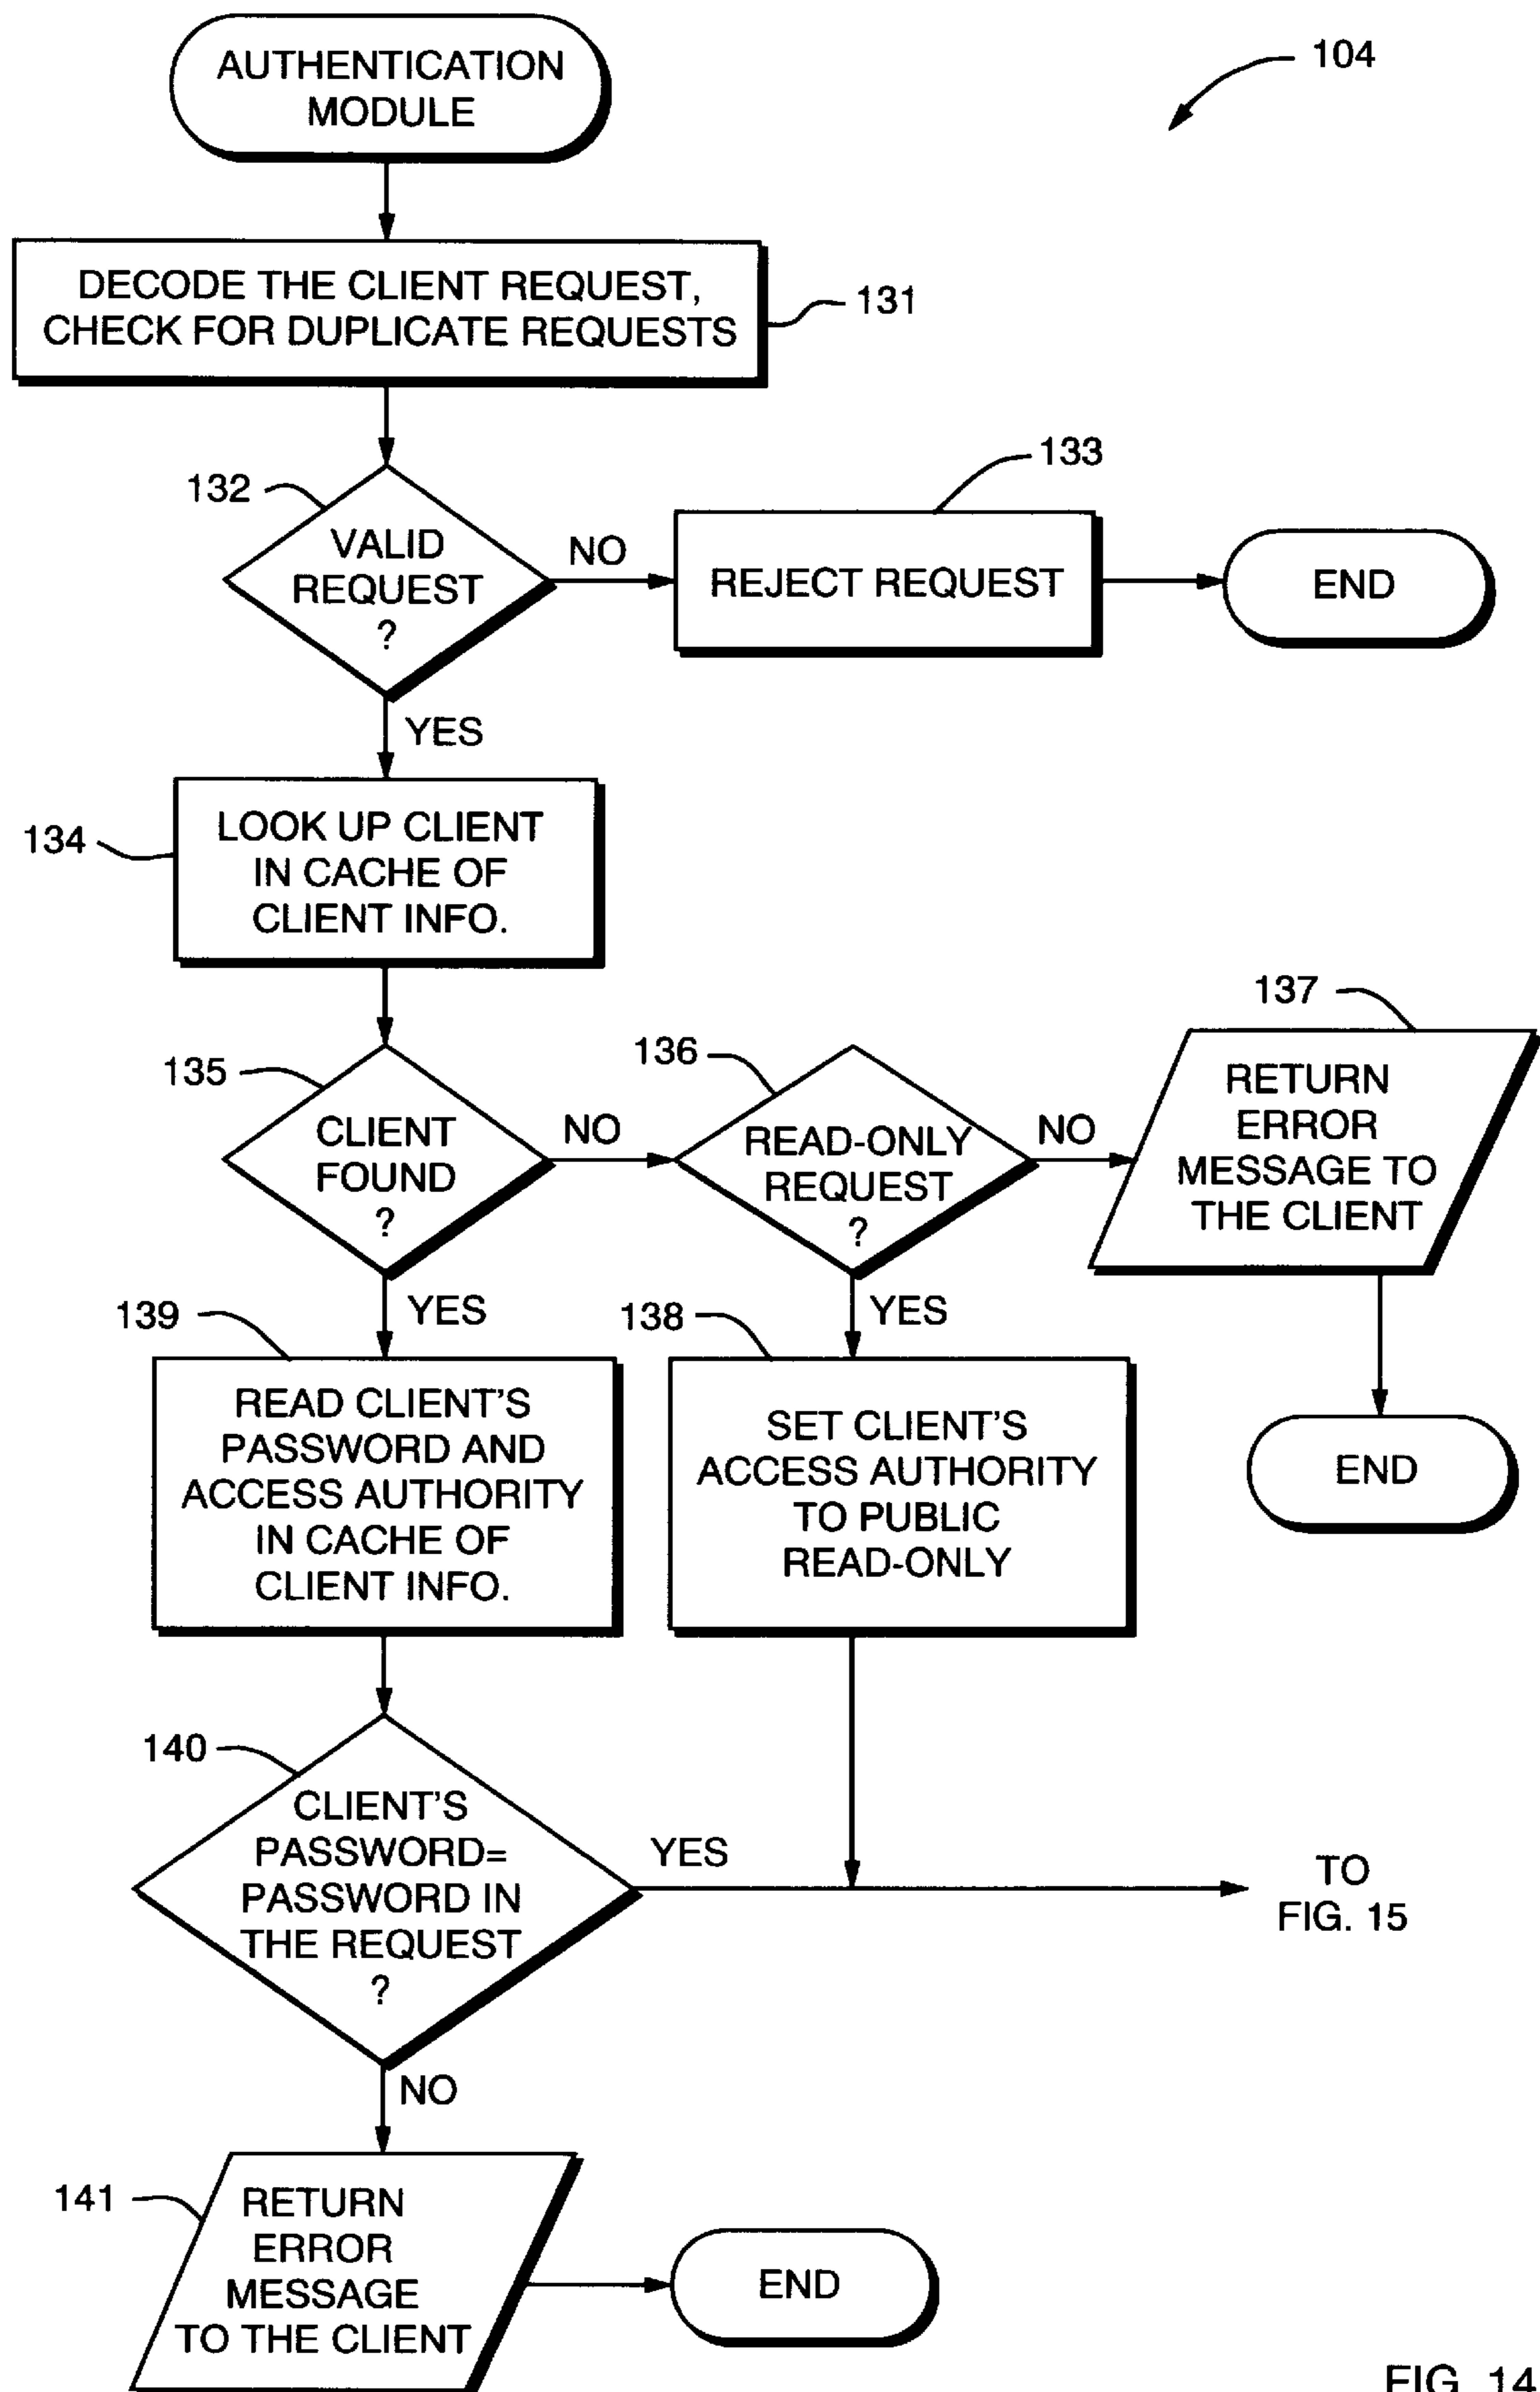 AUTHENTICATION
MODULE
104
DECODE THE CLIENT REQUEST,
CHECK FOR DUPLICATE REQUESTS
131
132
VALID
REQUEST
?
NO
133
REJECT REQUEST
END
YES
134
LOOK UP CLIENT
IN CACHE OF
CLIENT INFO.
135
CLIENT
FOUND
?
NO
136
READ-ONLY
REQUEST
?
NO
137
RETURN
ERROR
MESSAGE TO
THE CLIENT
END
YES
139
READ CLIENT'S
PASSWORD AND
ACCESS AUTHORITY
IN CACHE OF
CLIENT INFO.
YES
138
SET CLIENT'S
ACCESS AUTHORITY
TO PUBLIC
READ-ONLY
140
CLIENT'S
PASSWORD=
PASSWORD IN
THE REQUEST
?
YES
TO
FIG. 15
NO
141
RETURN
ERROR
MESSAGE
TO THE CLIENT
END
FIG. 14